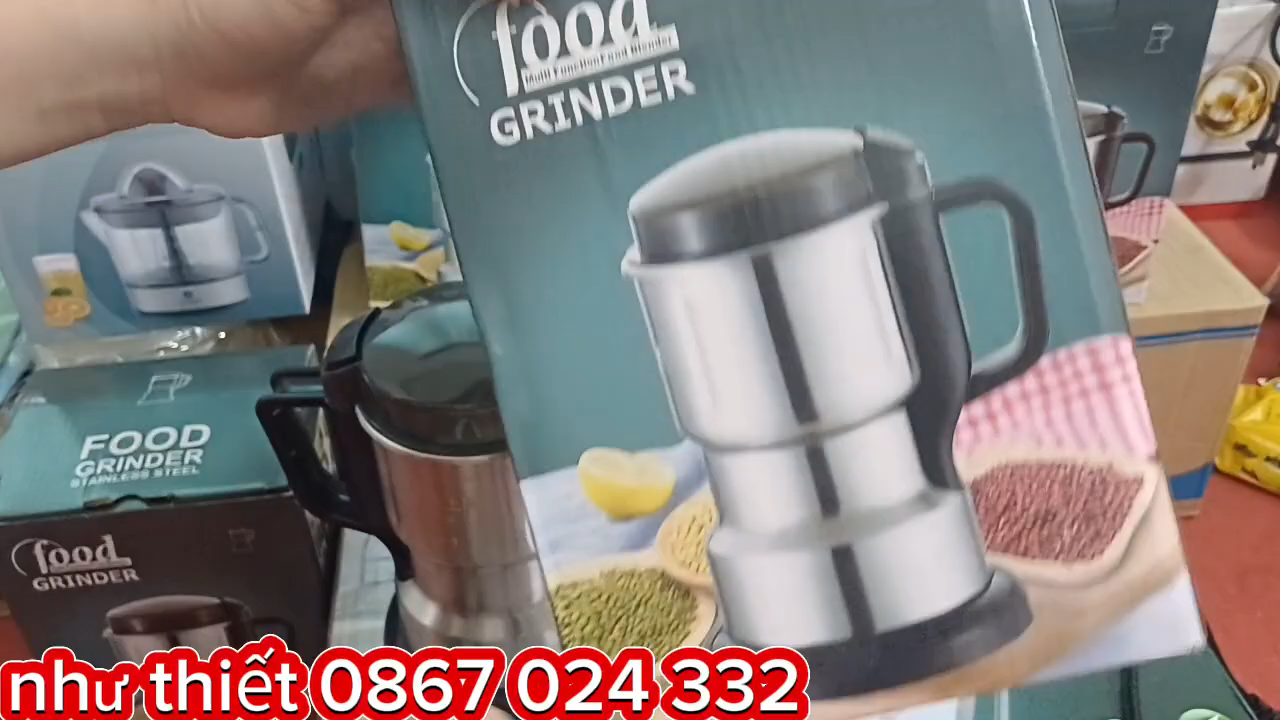 food
Multi Function Food Blender
GRINDER
FOOD
GRINDER
STAINLESS STEEL
food
GRINDER
như thiết 0867 024 332